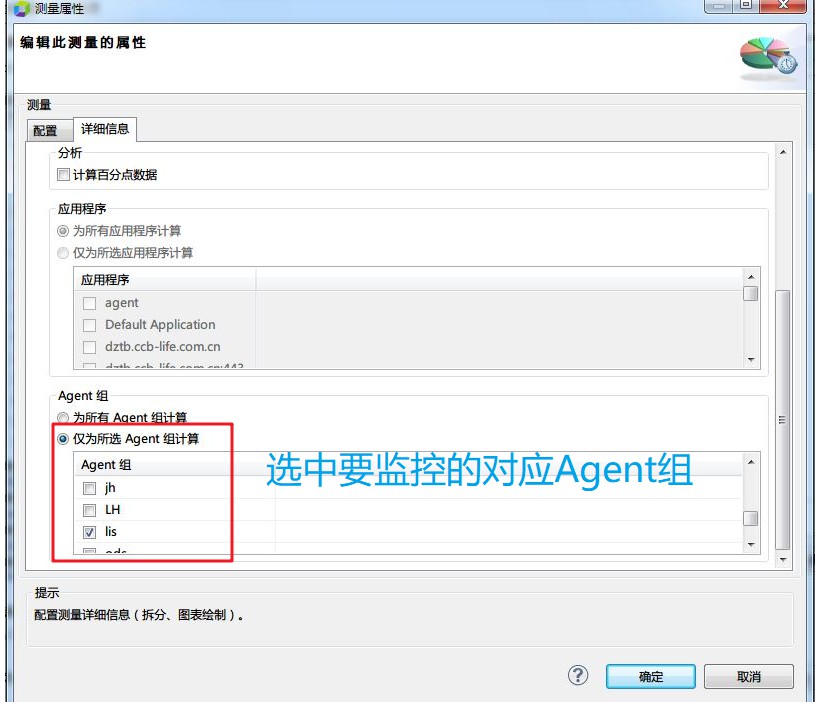 测量属性
编辑此测量的属性
测量
配置
详细信息
分析
计算百分点数据
应用程序
为所有应用程序计算
仅为所选应用程序计算
应用程序
agent
Default Application
dztb.ccb-life.com.cn
dztb.ccb-life.com.cn:443
Agent 组
为所有 Agent 组计算
仅为所选 Agent 组计算
Agent 组
选中要监控的对应Agent组
jh
LH
lis
提示
配置测量详细信息（拆分、图表绘制）。
?
确定
取消